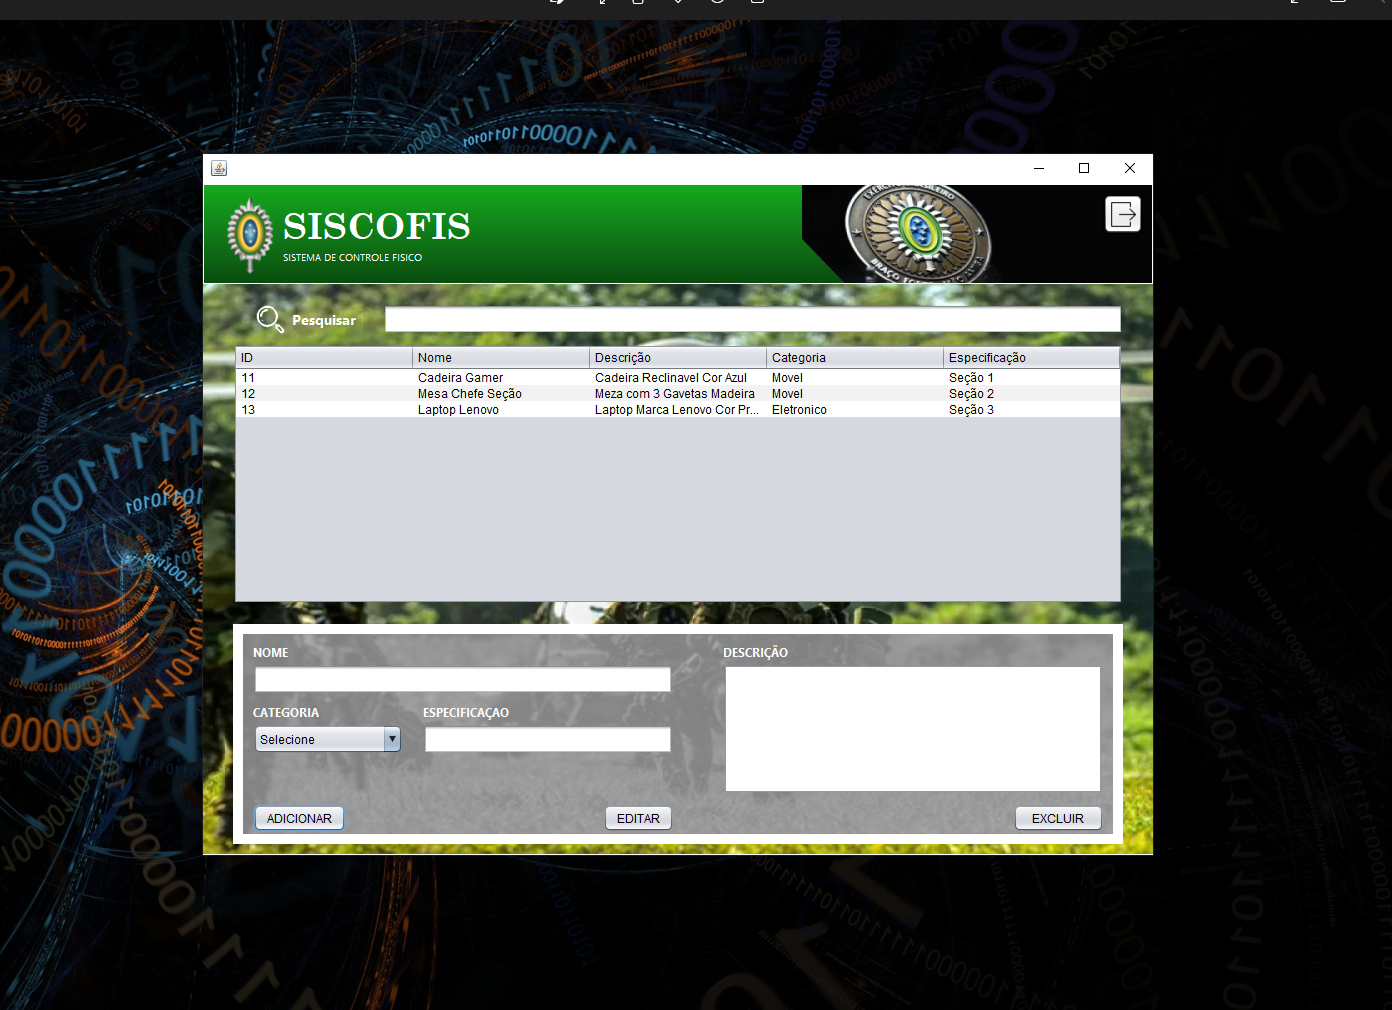 EXÉRCITO BRASILEIRO
SISCOFIS
SISTEMA DE CONTROLE FISICO
Pesquisar
ID Nome Descrição Categoria Especificação
11 Cadeira Gamer Cadeira Reclinavel Cor Azul Movel Seção 1
12 Mesa Chefe Seção Meza com 3 Gavetas Madeira Movel Seção 2
13 Laptop Lenovo Laptop Marca Lenovo Cor Pr... Eletronico Seção 3
NOME
DESCRIÇÃO
CATEGORIA ESPECIFICAÇAO
Selecione
ADICIONAR EDITAR EXCLUIR